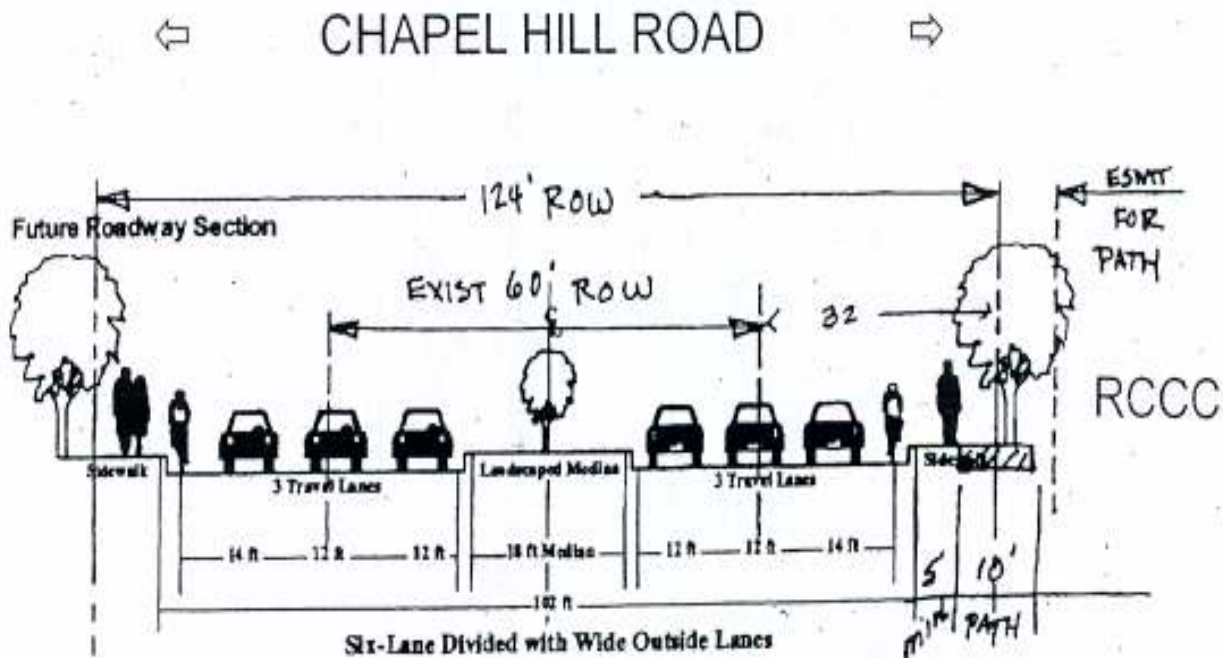 CHAPEL HILL ROAD
124' ROW
ESMT
FOR
PATH
Future Roadway Section
EXIST 60' ROW
32
RCCC
Sidewalk
3 Travel Lanes
Landscaped Median
3 Travel Lanes
14 ft
12 ft
12 ft
18 ft Median
12 ft
12 ft
14 ft
5'
10'
102 ft
min
PATH
Six-Lane Divided with Wide Outside Lanes